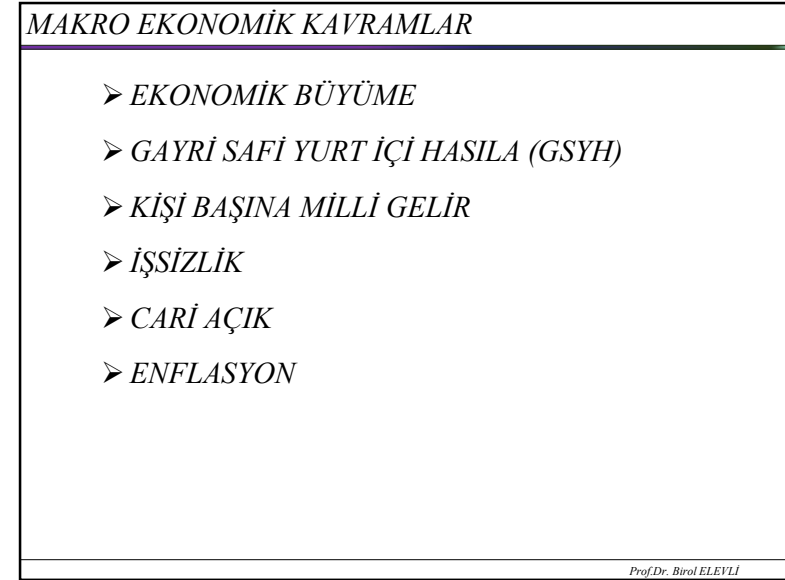 MAKRO EKONOMİK KAVRAMLAR
➢ EKONOMİK BÜYÜME
➢ GAYRİ SAFİ YURT İÇİ HASILA (GSYH)
➢ KİŞİ BAŞINA MİLLİ GELİR
➢ İŞSİZLİK
➢ CARİ AÇIK
➢ ENFLASYON
Prof.Dr. Birol ELEVLİ